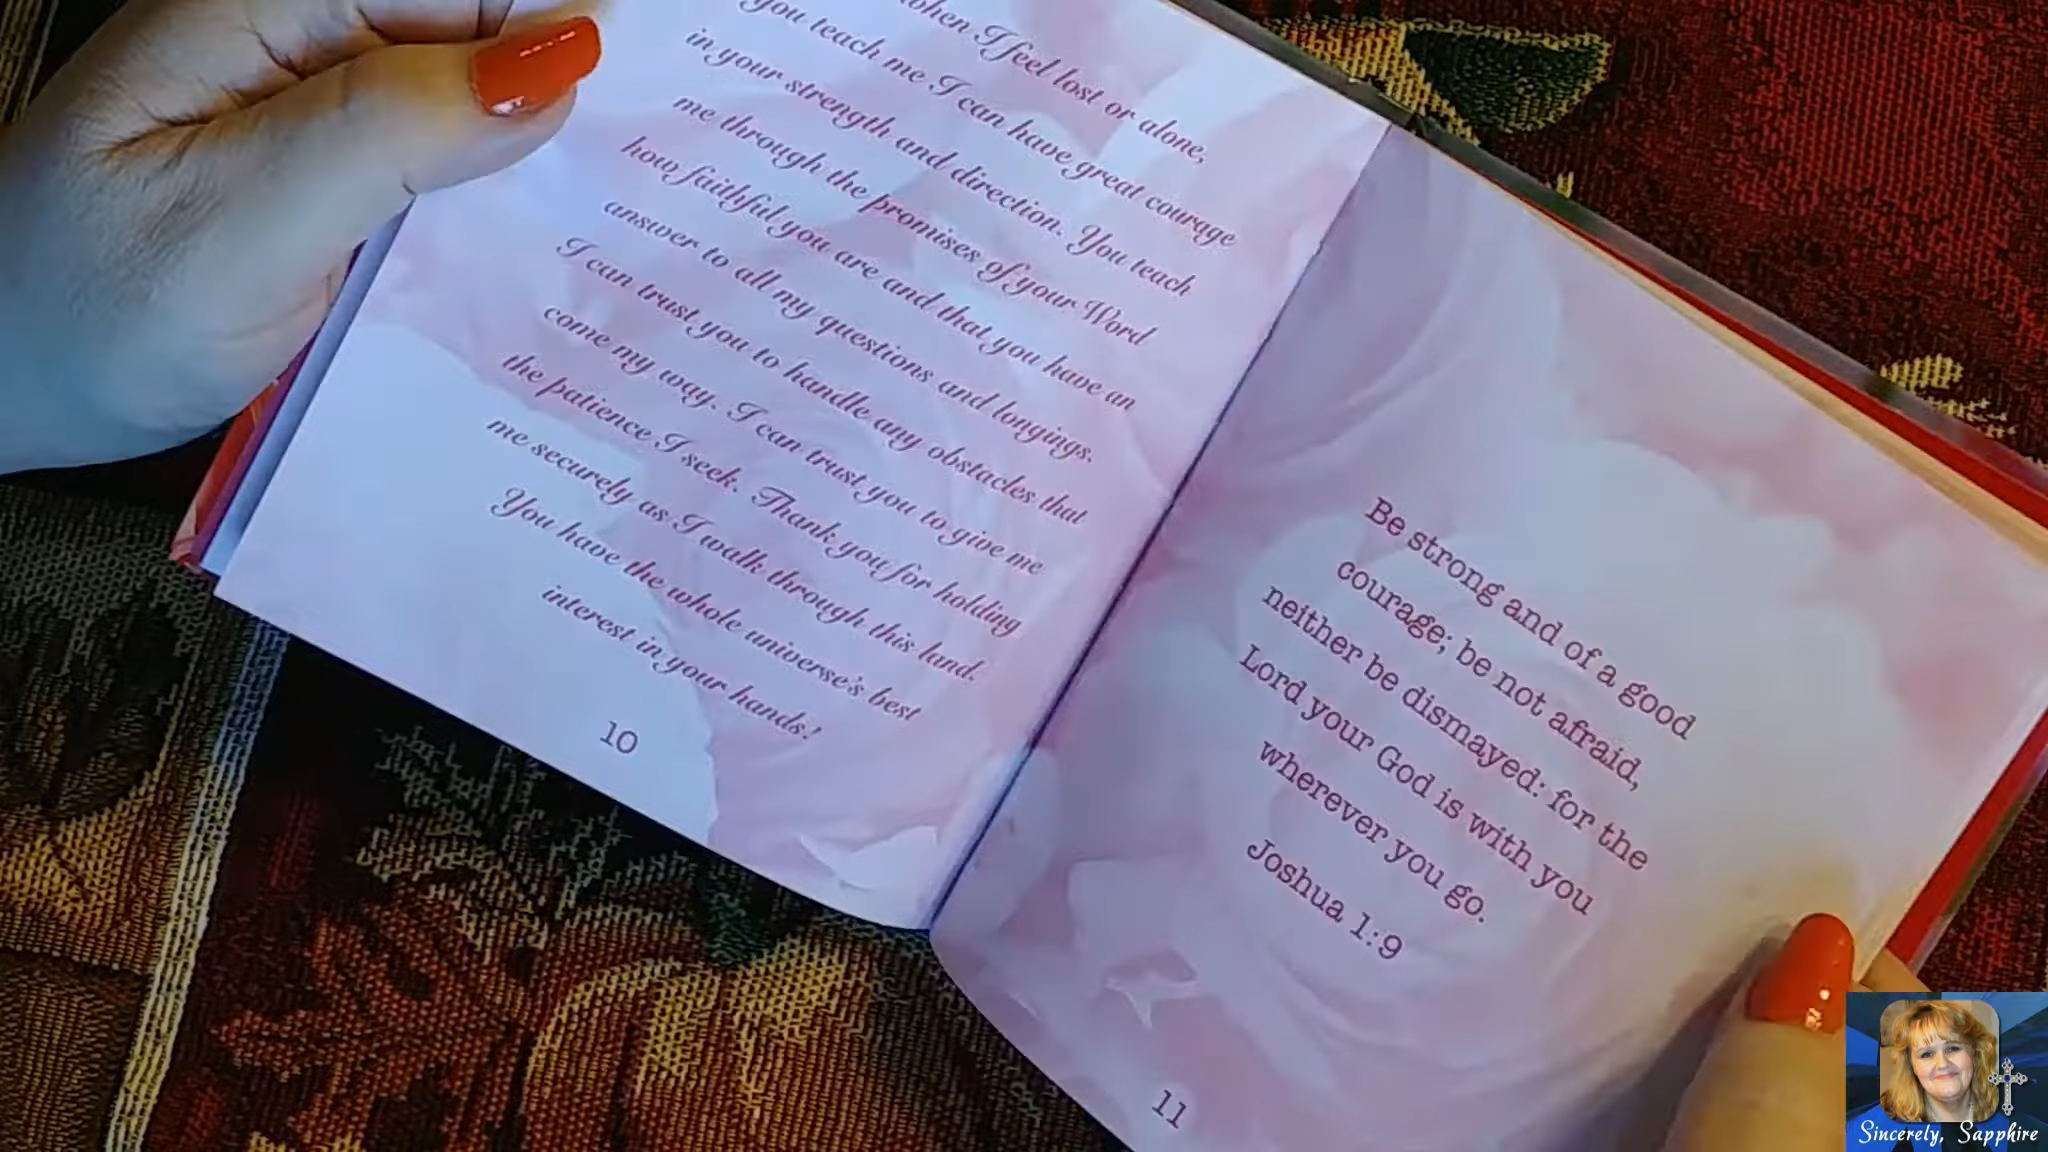 when I feel lost or alone,
you teach me I can have great courage
in your strength and direction. You teach
me through the promises of your Word
how faithful you are and that you have an
answer to all my questions and longings.
I can trust you to handle any obstacles that
come my way. I can trust you to give me
the patience I seek. Thank you for holding
me securely as I walk through this land.
You have the whole universe's best
interest in your hands!
10
Be strong and of a good
courage; be not afraid,
neither be dismayed: for the
Lord your God is with you
wherever you go.
Joshua 1:9
11
Sincerely, Sapphire